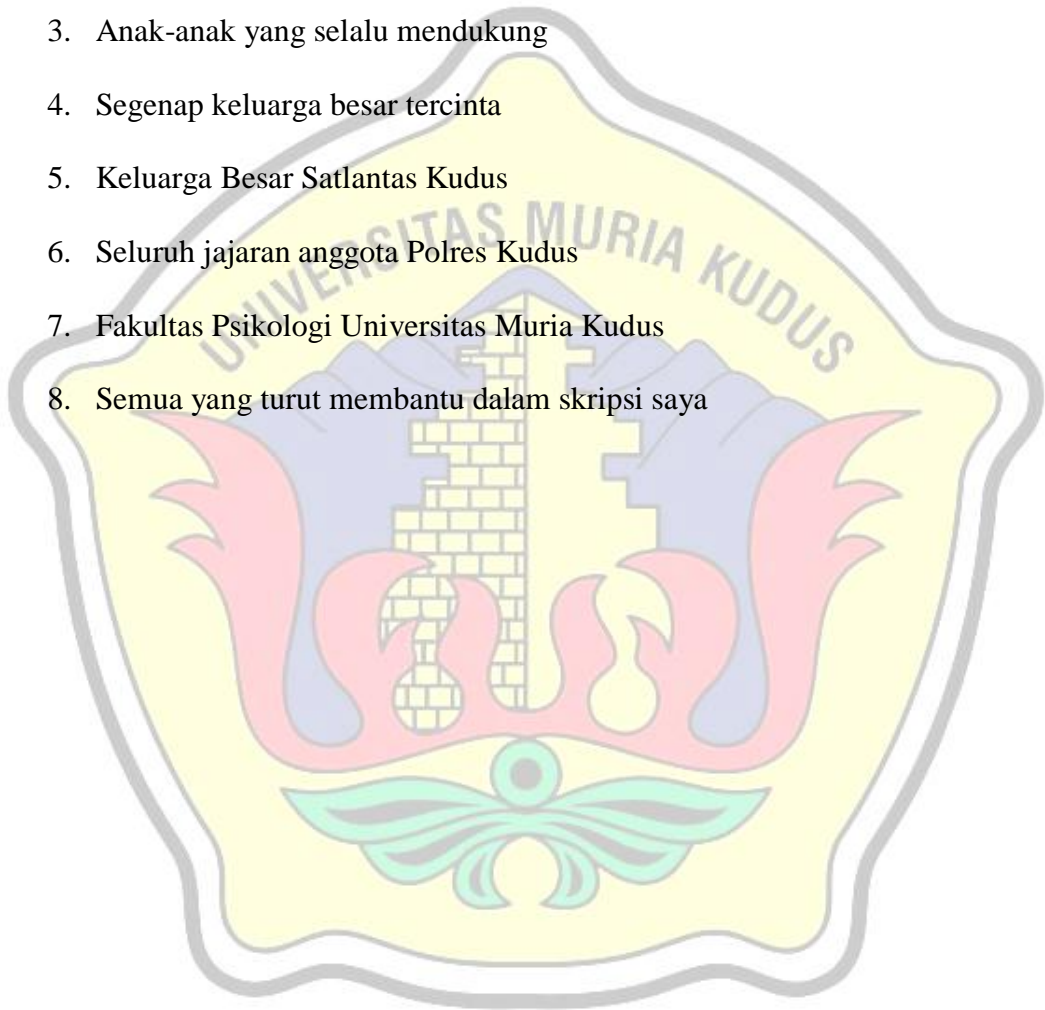 3. Anak-anak yang selalu mendukung
4. Segenap keluarga besar tercinta
5. Keluarga Besar Satlantas Kudus
UNIVERSITAS MURIA KUDUS
6. Seluruh jajaran anggota Polres Kudus
7. Fakultas Psikologi Universitas Muria Kudus
8. Semua yang turut membantu dalam skripsi saya